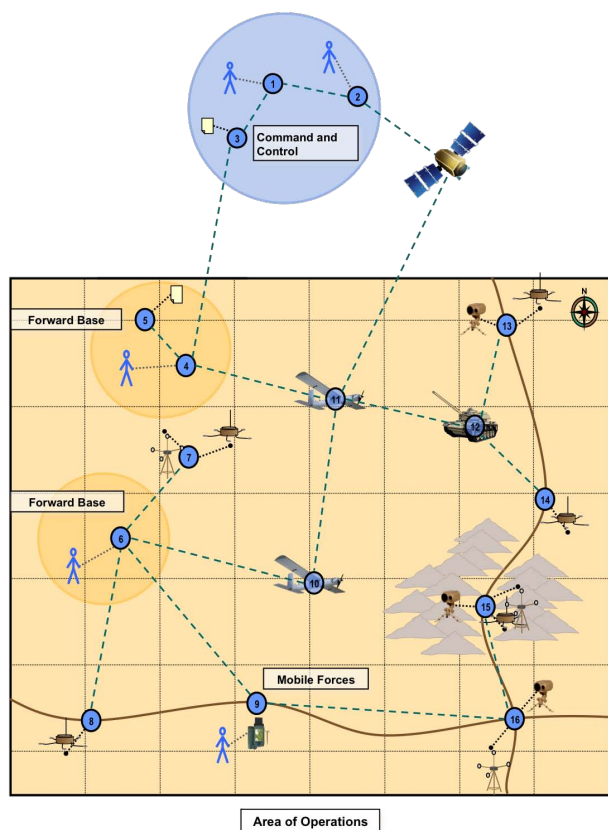 1
2
3
Command and
Control
N
Forward Base
5
13
4
11
12
7
Forward Base
14
6
10
15
Mobile Forces
9
8
16
Area of Operations